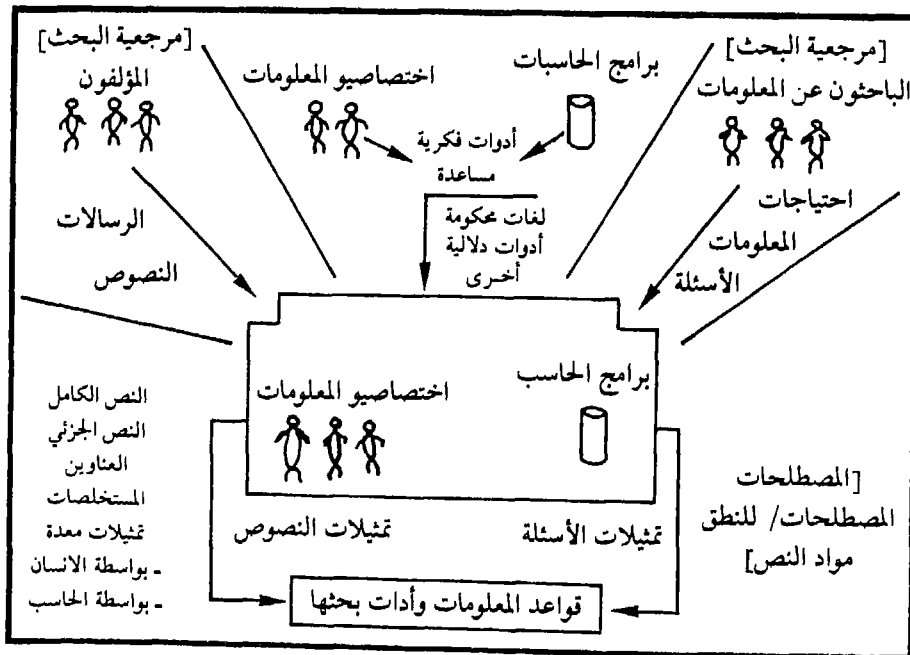 [مرجعية البحث]
الباحثون عن المعلومات
احتياجات
المعلومات
الأسئلة
برامج الحاسبات
اختصاصيو المعلومات
أدوات فكرية
مساعدة
لغات محكومة
أدوات دلالية
أخرى
[مرجعية البحث]
المؤلفون
الرسالات
النصوص
برامج الحاسب
اختصاصيو المعلومات
[المصطلحات
المصطلحات/ للنطق
مواد النص]
تمثيلات الأسئلة
تمثيلات النصوص
النص الكامل
النص الجزئي
العناوين
المستخلصات
تمثيلات معدة
ـ بواسطة الانسان
ـ بواسطة الحاسب
قواعد المعلومات وأدات بحثها